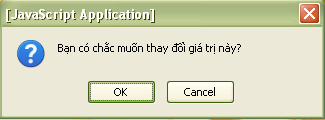 [JavaScript Application]
Bạn có chắc muốn thay đổi giá trị này?
OK
Cancel